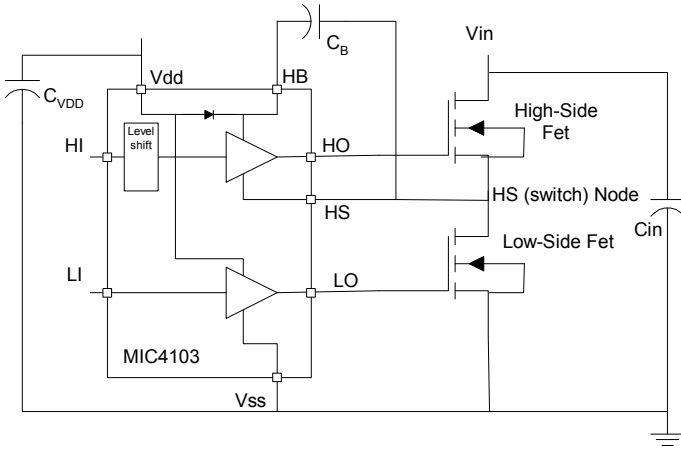 Vin
C_B
Vdd
HB
C_VDD
Level
shift
High-Side
Fet
HI
HO
HS
HS (switch) Node
Cin
Low-Side Fet
LI
LO
MIC4103
Vss